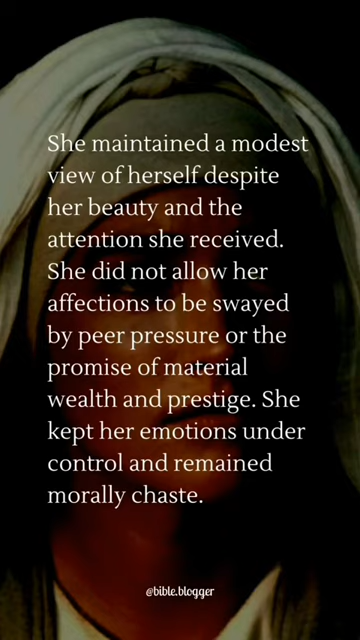 She maintained a modest
view of herself despite
her beauty and the
attention she received.
She did not allow her
affections to be swayed
by peer pressure or the
promise of material
wealth and prestige. She
kept her emotions under
control and remained
morally chaste.
@bible.blogger